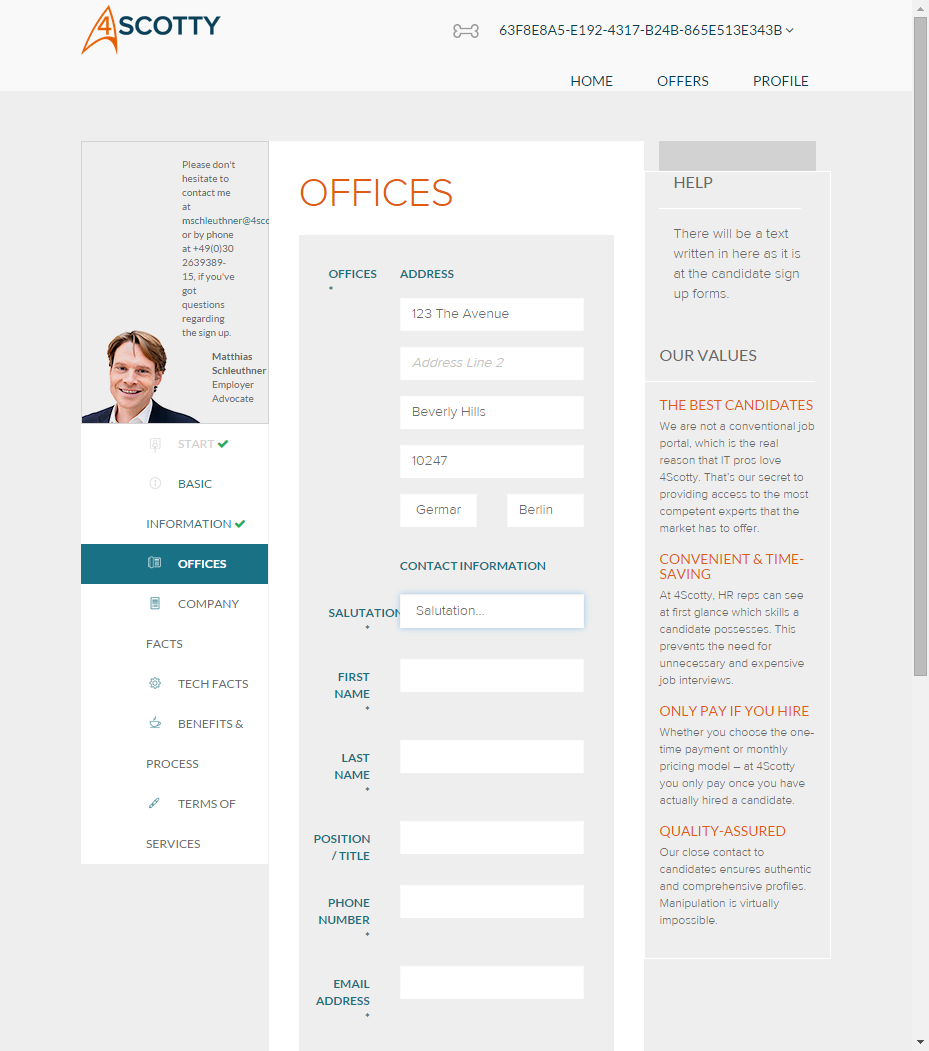 4SCOTTY
63F8E8A5-E192-4317-B24B-865E513E343B
HOME OFFERS PROFILE
Please don't
hesitate to
contact me
at
mschleuthner@4sco
or by phone
at +49(0)30
2639389-
15, if you've
got
questions
regarding
the sign up.
Matthias
Schleuthner
Employer
Advocate
START
BASIC
INFORMATION
OFFICES
COMPANY
FACTS
TECH FACTS
BENEFITS &
PROCESS
TERMS OF
SERVICES
OFFICES
OFFICES
*
ADDRESS
123 The Avenue
Address Line 2
Beverly Hills
10247
Germar Berlin
CONTACT INFORMATION
SALUTATION
*
Salutation...
FIRST
NAME
*
LAST
NAME
*
POSITION
/ TITLE
PHONE
NUMBER
*
EMAIL
ADDRESS
*
HELP
There will be a text
written in here as it is
at the candidate sign
up forms.
OUR VALUES
THE BEST CANDIDATES
We are not a conventional job
portal, which is the real
reason that IT pros love
4Scotty. That's our secret to
providing access to the most
competent experts that the
market has to offer.
CONVENIENT & TIME-
SAVING
At 4Scotty, HR reps can see
at first glance which skills a
candidate possesses. This
prevents the need for
unnecessary and expensive
job interviews.
ONLY PAY IF YOU HIRE
Whether you choose the one-
time payment or monthly
pricing model – at 4Scotty
you only pay once you have
actually hired a candidate.
QUALITY-ASSURED
Our close contact to
candidates ensures authentic
and comprehensive profiles.
Manipulation is virtually
impossible.